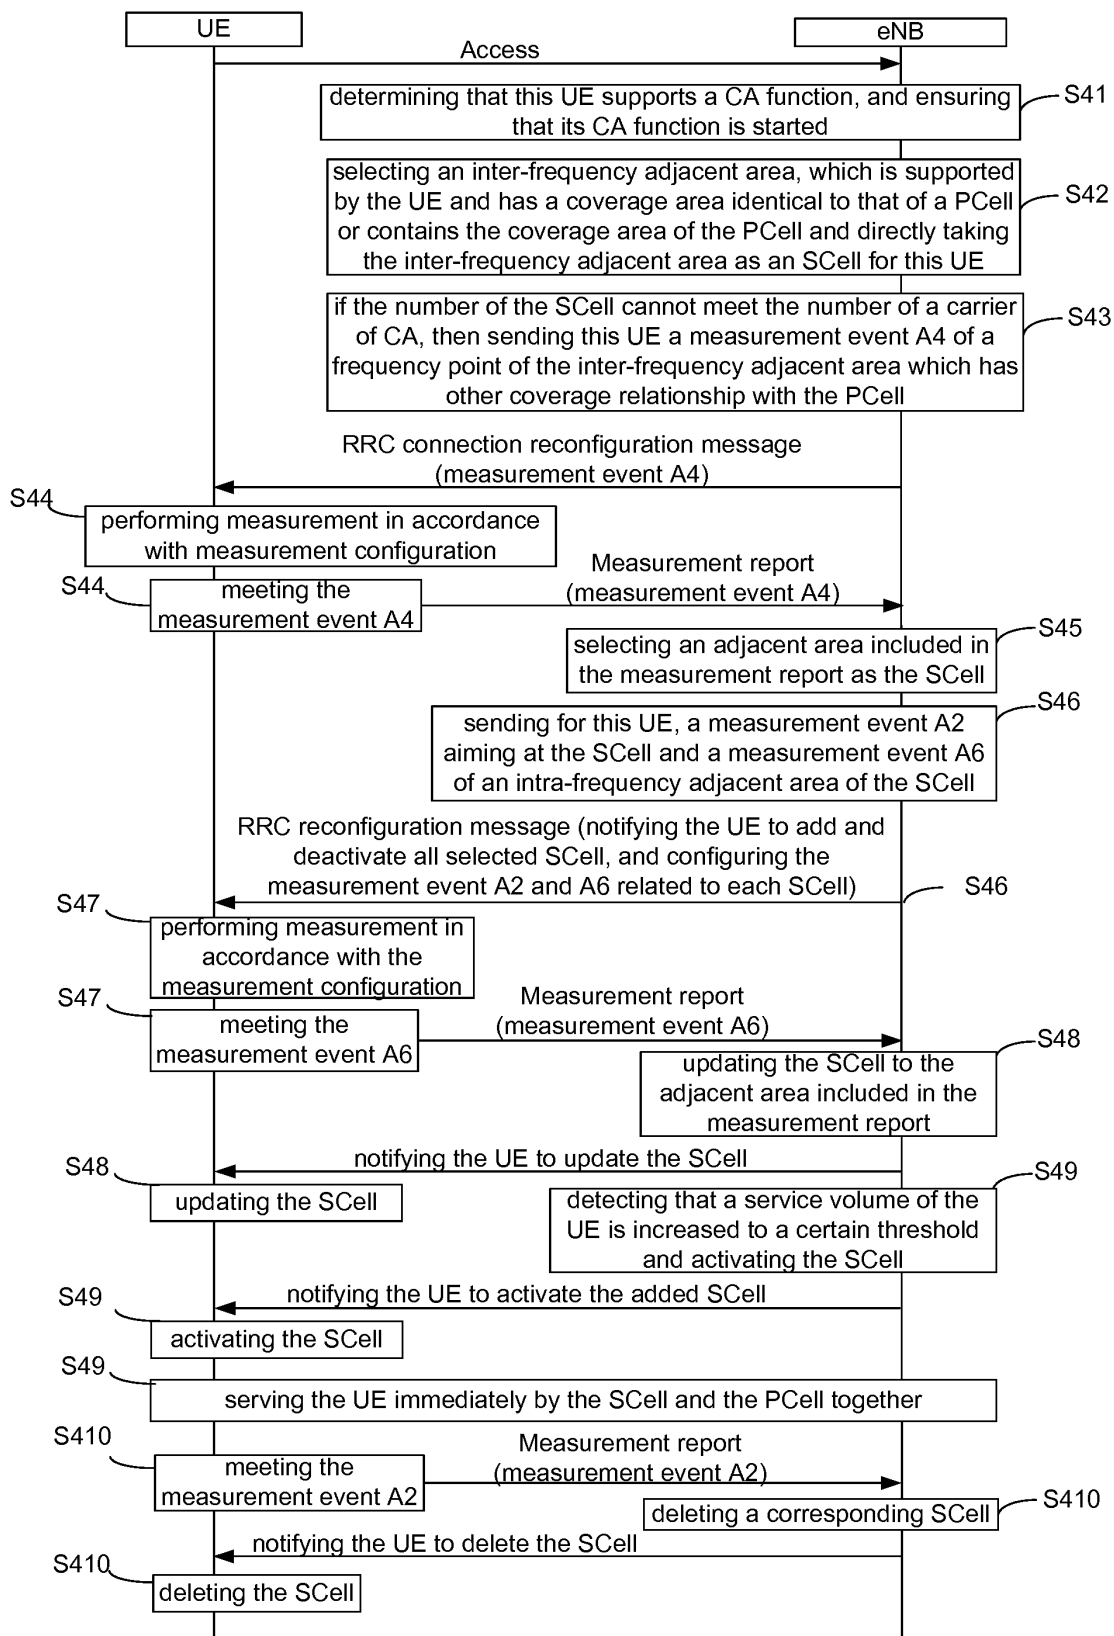 UE
eNB
Access
determining that this UE supports a CA function, and ensuring
that its CA function is started
S41
selecting an inter-frequency adjacent area, which is supported
by the UE and has a coverage area identical to that of a PCell
or contains the coverage area of the PCell and directly taking
the inter-frequency adjacent area as an SCell for this UE
S42
if the number of the SCell cannot meet the number of a carrier
of CA, then sending this UE a measurement event A4 of a
frequency point of the inter-frequency adjacent area which has
other coverage relationship with the PCell
S43
RRC connection reconfiguration message
(measurement event A4)
S44
performing measurement in accordance
with measurement configuration
S44
meeting the
measurement event A4
Measurement report
(measurement event A4)
S45
selecting an adjacent area included in
the measurement report as the SCell
S46
sending for this UE, a measurement event A2
aiming at the SCell and a measurement event A6
of an intra-frequency adjacent area of the SCell
RRC reconfiguration message (notifying the UE to add and
deactivate all selected SCell, and configuring the
measurement event A2 and A6 related to each SCell)
S46
S47
performing measurement in
accordance with the
measurement configuration
S47
meeting the
measurement event A6
Measurement report
(measurement event A6)
S48
updating the SCell to the
adjacent area included in the
measurement report
notifying the UE to update the SCell
S48
updating the SCell
S49
detecting that a service volume of the
UE is increased to a certain threshold
and activating the SCell
notifying the UE to activate the added SCell
S49
activating the SCell
S49
serving the UE immediately by the SCell and the PCell together
S410
meeting the
measurement event A2
Measurement report
(measurement event A2)
deleting a corresponding SCell
S410
notifying the UE to delete the SCell
S410
deleting the SCell